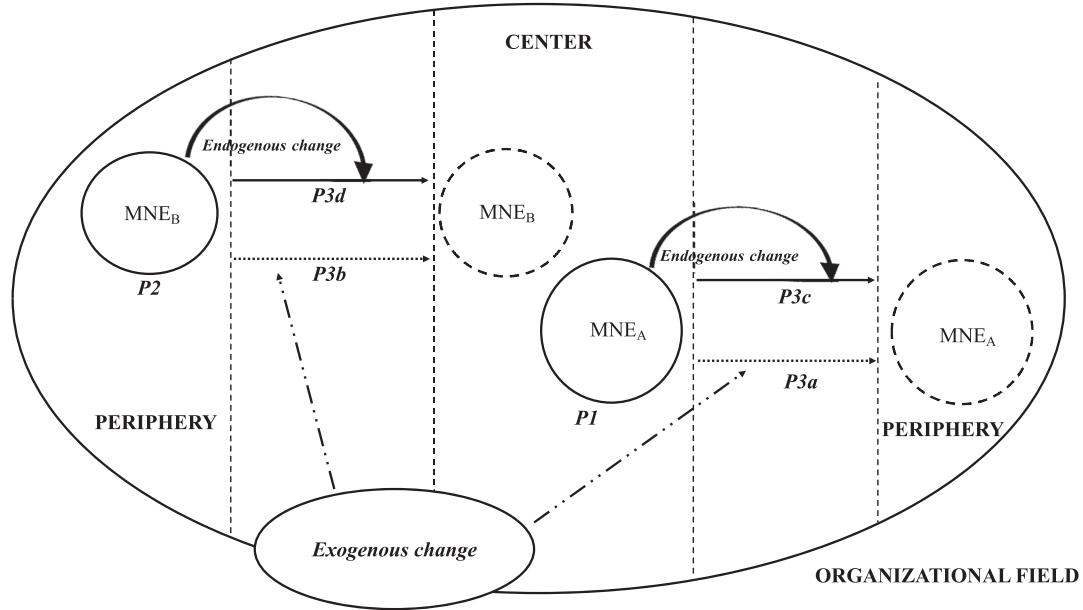 CENTER
Endogenous change
P3d
MNE_B
MNE_B
P3b
P2
Endogenous change
P3c
MNE_A
MNE_A
P3a
P1
PERIPHERY
PERIPHERY
Exogenous change
ORGANIZATIONAL FIELD